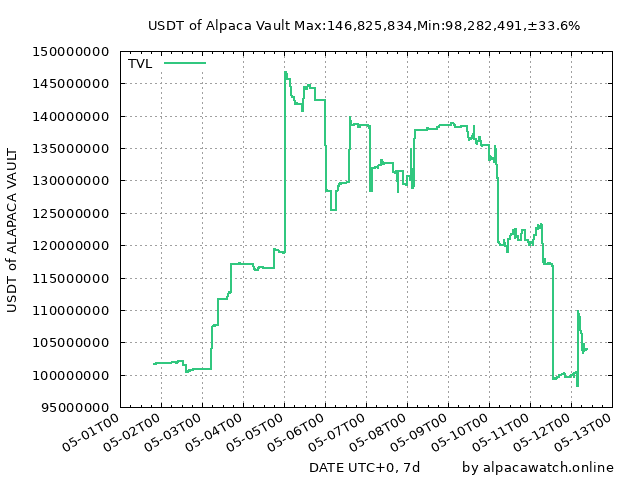 USDT of Alpaca Vault Max:146,825,834,Min:98,282,491,±33.6%
TVL
150000000
145000000
140000000
135000000
130000000
125000000
120000000
115000000
110000000
105000000
100000000
95000000
USDT of ALAPACA VAULT
05-01T00
05-02T00
05-03T00
05-04T00
05-05T00
05-06T00
05-07T00
05-08T00
05-09T00
05-10T00
05-11T00
05-12T00
05-13T00
DATE UTC+0, 7d
by alpacawatch.online